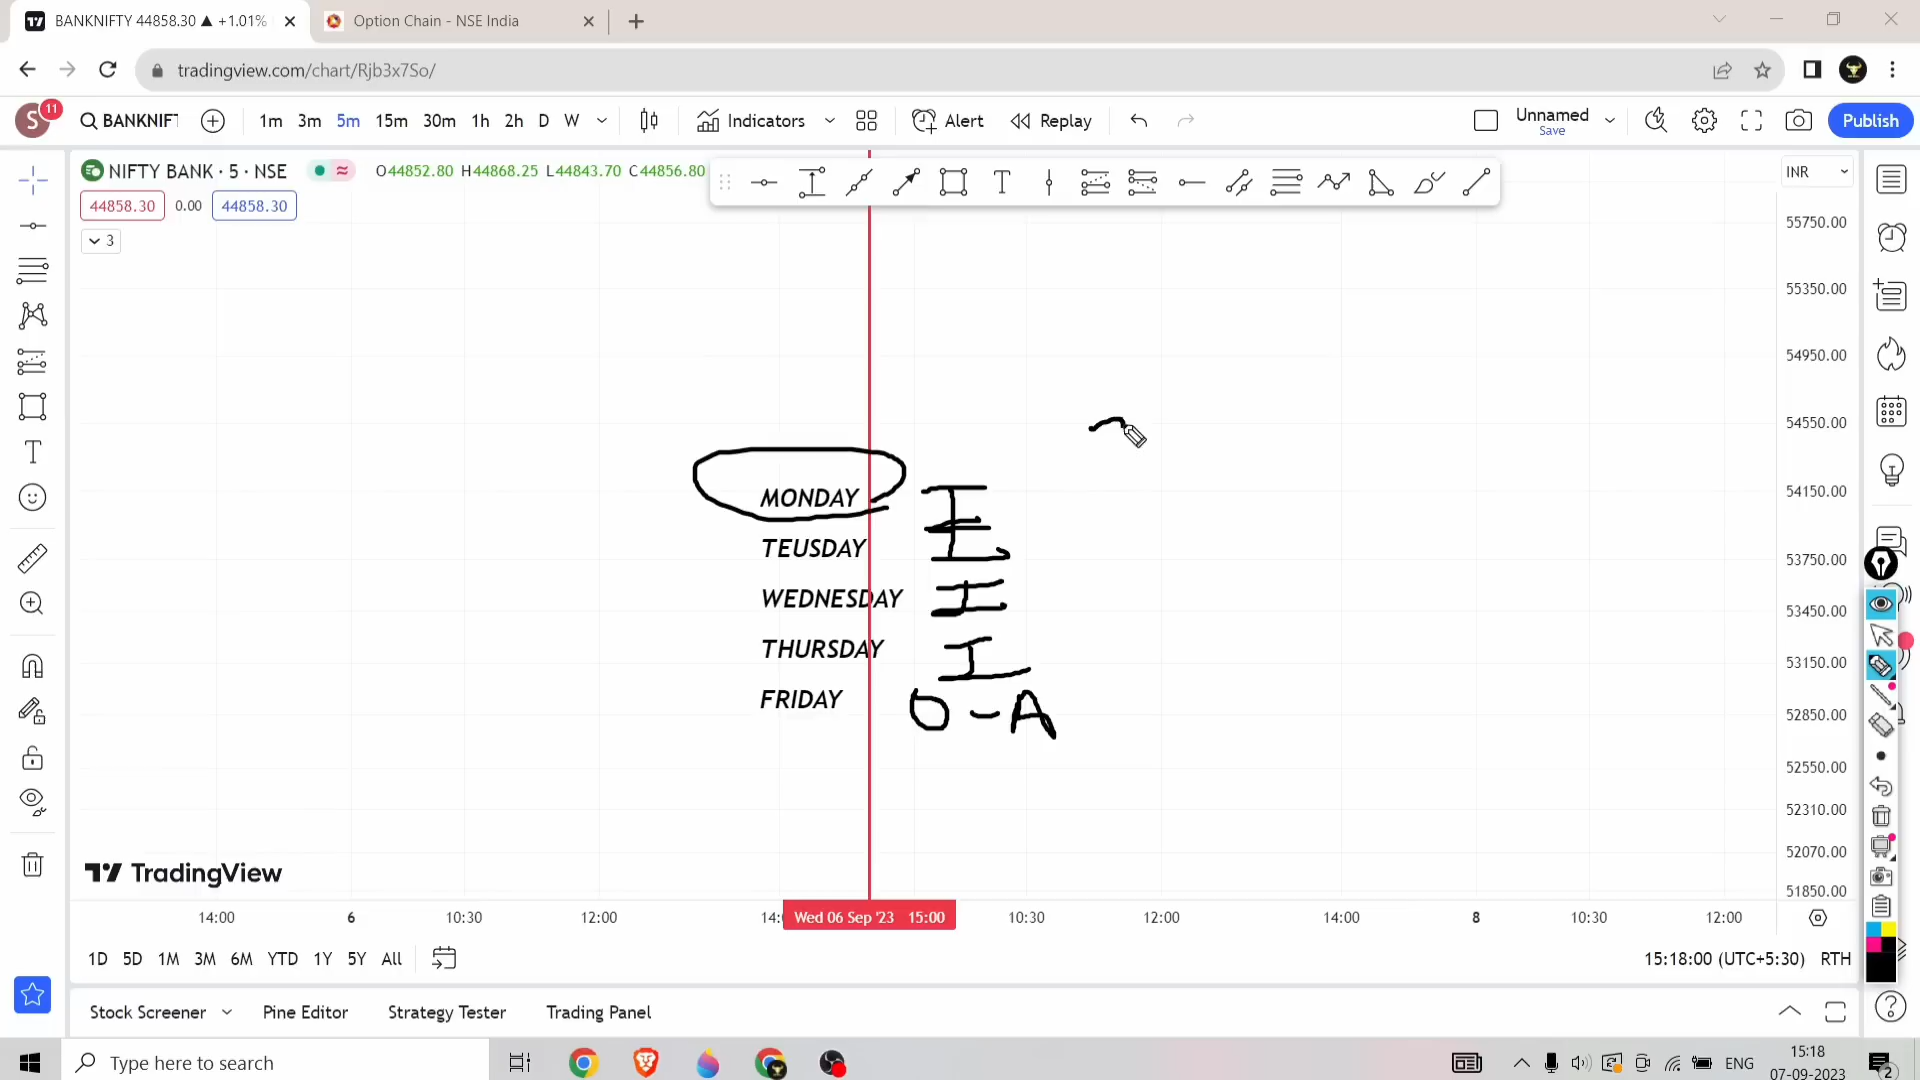 BANKNIFTY 44858.30 ▲ +1.01%
Option Chain - NSE India
tradingview.com/chart/Rjb3x7So/
S 11 BANKNIFT 1m 3m 5m 15m 30m 1h 2h D W Indicators Alert Replay Unnamed Save Publish
NIFTY BANK · 5 · NSE O44852.80 H44868.25 L44843.70 C44856.80 INR
44858.30 0.00 44858.30
3
55750.00
55350.00
54950.00
54550.00
54150.00
53750.00
53450.00
53150.00
52850.00
52550.00
52310.00
52070.00
51850.00
MONDAY I
TEUSDAY I
WEDNESDAY I
THURSDAY I
FRIDAY O - A
TradingView
14:00 6 10:30 12:00 Wed 06 Sep '23 15:00 10:30 12:00 14:00 8 10:30 12:00
1D 5D 1M 3M 6M YTD 1Y 5Y All 15:18:00 (UTC+5:30) RTH
Stock Screener Pine Editor Strategy Tester Trading Panel
Type here to search ENG 15:18
07-09-2023 2